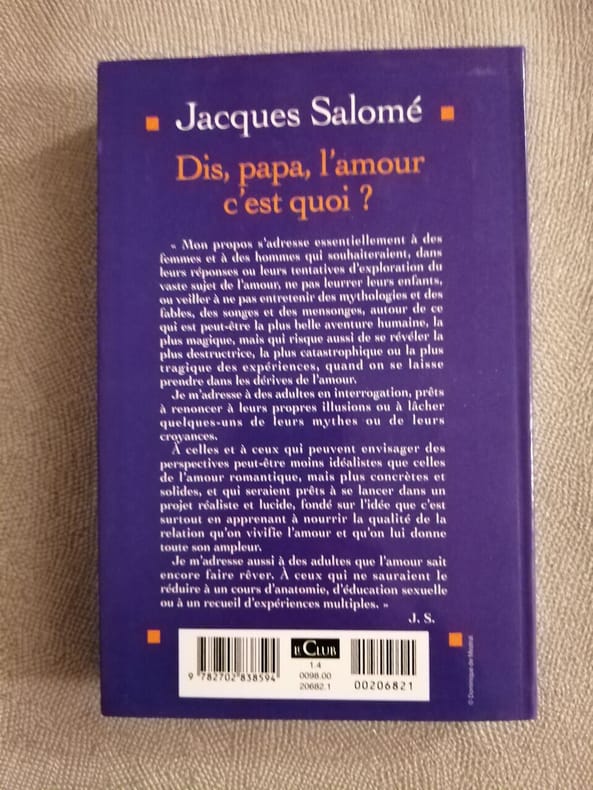 Jacques Salomé
Dis, papa, l'amour
c'est quoi ?
« Mon propos s'adresse essentiellement à des
femmes et à des hommes qui souhaiteraient, dans
leurs réponses ou leurs tentatives d'exploration du
vaste sujet de l'amour, ne pas leurrer leurs enfants,
ou veiller à ne pas entretenir des mythologies et des
fables, des songes et des mensonges, autour de ce
qui est peut-être la plus belle aventure humaine, la
plus magique, mais qui risque aussi de se révéler la
plus destructrice, la plus catastrophique ou la plus
tragique des expériences, quand on se laisse
prendre dans les dérives de l'amour.
Je m'adresse à des adultes en interrogation, prêts
à renoncer à leurs propres illusions ou à lâcher
quelques-uns de leurs mythes ou de leurs
croyances.
À celles et à ceux qui peuvent envisager des
perspectives peut-être moins idéalistes que celles
de l'amour romantique, mais plus concrètes et
solides, et qui seraient prêts à se lancer dans un
projet réaliste et lucide, fondé sur l'idée que c'est
surtout en apprenant à nourrir la qualité de la
relation qu'on vivifie l'amour et qu'on lui donne
toute son ampleur.
Je m'adresse aussi à des adultes que l'amour sait
encore faire rêver. À ceux qui ne sauraient le
réduire à un cours d'anatomie, d'éducation sexuelle
ou à un recueil d'expériences multiples. »
J. S.
LE CLUB
1.4
0098.00
20682.1
9 782702 838594
00206821
© Dominique de Mestral